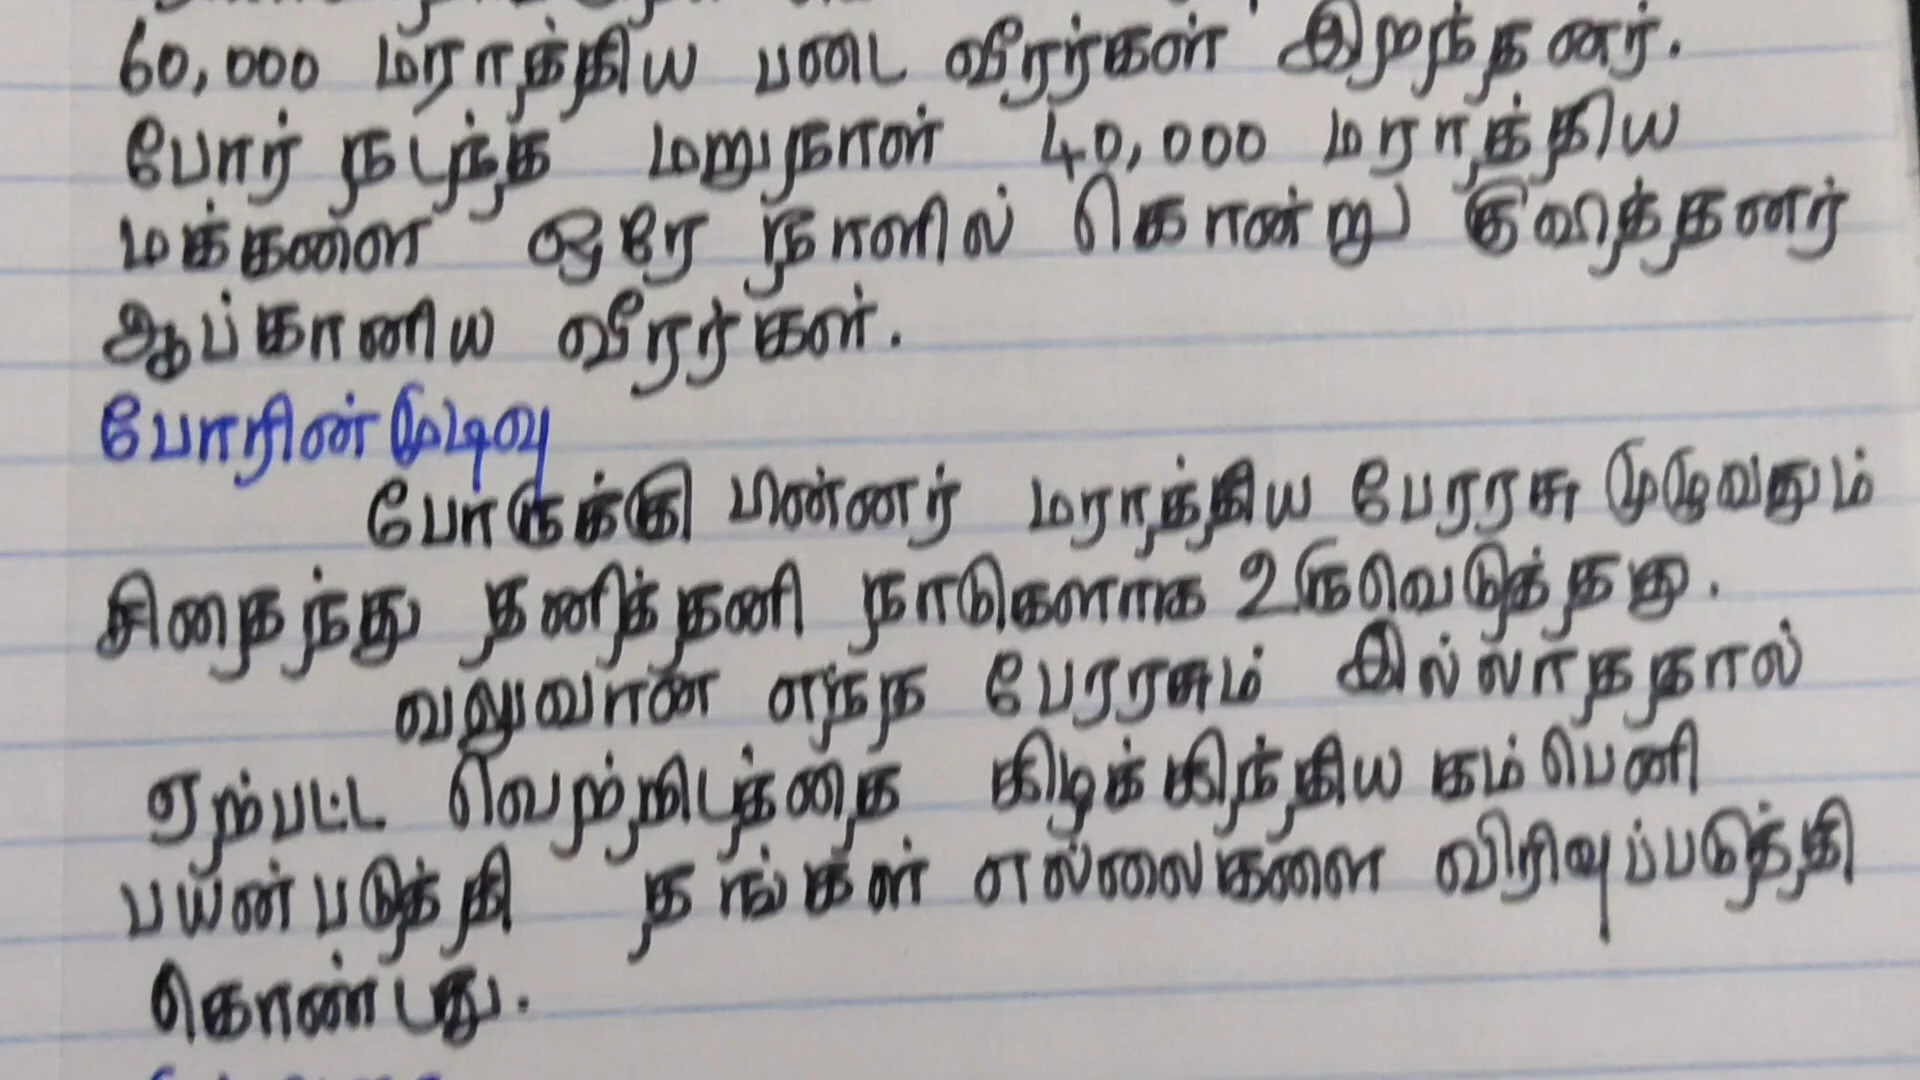 60,000 மராத்திய படை வீரர்கள் இறந்தனர்.
போர் நடந்த மறுநாள் 40,000 மராத்திய
மக்களை ஒரே நாளில் கொன்று குவித்தனர்
ஆப்கானிய வீரர்கள்.
போரின் முடிவு
போருக்கு பின்னர் மராத்திய பேரரசு முழுவதும்
சிதைந்து தனித்தனி நாடுகளாக உருவெடுத்தது.
வலுவான எந்த பேரரசும் இல்லாததால்
ஏற்பட்ட வெற்றிடத்தை கிழக்கிந்திய கம்பெனி
பயன்படுத்தி தங்கள் எல்லைகளை விரிவுப்படுத்தி
கொண்டது.